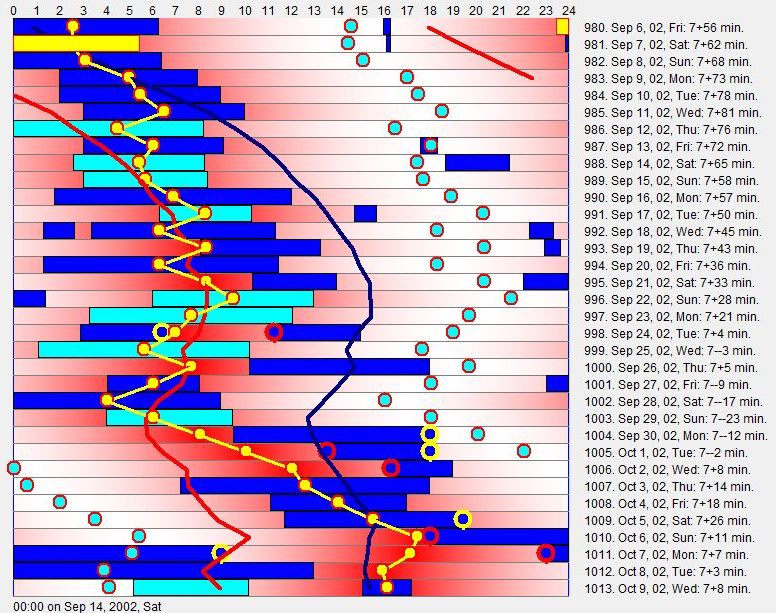 0 1 2 3 4 5 6 7 8 9 10 11 12 13 14 15 16 17 18 19 20 21 22 23 24
980. Sep 6, 02, Fri: 7+56 min.
981. Sep 7, 02, Sat: 7+62 min.
982. Sep 8, 02, Sun: 7+68 min.
983. Sep 9, 02, Mon: 7+73 min.
984. Sep 10, 02, Tue: 7+78 min.
985. Sep 11, 02, Wed: 7+81 min.
986. Sep 12, 02, Thu: 7+76 min.
987. Sep 13, 02, Fri: 7+72 min.
988. Sep 14, 02, Sat: 7+65 min.
989. Sep 15, 02, Sun: 7+58 min.
990. Sep 16, 02, Mon: 7+57 min.
991. Sep 17, 02, Tue: 7+50 min.
992. Sep 18, 02, Wed: 7+45 min.
993. Sep 19, 02, Thu: 7+43 min.
994. Sep 20, 02, Fri: 7+36 min.
995. Sep 21, 02, Sat: 7+33 min.
996. Sep 22, 02, Sun: 7+28 min.
997. Sep 23, 02, Mon: 7+21 min.
998. Sep 24, 02, Tue: 7+4 min.
999. Sep 25, 02, Wed: 7--3 min.
1000. Sep 26, 02, Thu: 7+5 min.
1001. Sep 27, 02, Fri: 7--9 min.
1002. Sep 28, 02, Sat: 7--17 min.
1003. Sep 29, 02, Sun: 7--23 min.
1004. Sep 30, 02, Mon: 7--12 min.
1005. Oct 1, 02, Tue: 7--2 min.
1006. Oct 2, 02, Wed: 7+8 min.
1007. Oct 3, 02, Thu: 7+14 min.
1008. Oct 4, 02, Fri: 7+18 min.
1009. Oct 5, 02, Sat: 7+26 min.
1010. Oct 6, 02, Sun: 7+11 min.
1011. Oct 7, 02, Mon: 7+7 min.
1012. Oct 8, 02, Tue: 7+3 min.
1013. Oct 9, 02, Wed: 7+8 min.
00:00 on Sep 14, 2002, Sat